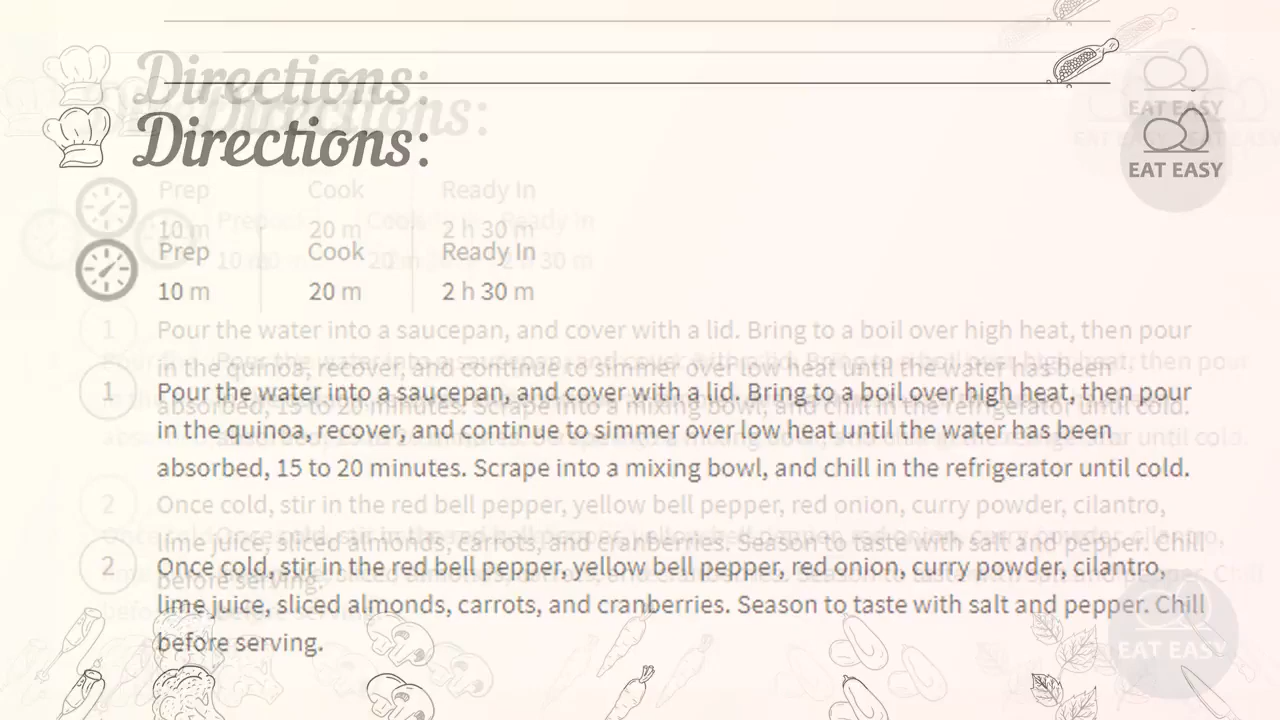 Directions:
EAT EASY
Prep Cook Ready In
10 m 20 m 2 h 30 m
1 Pour the water into a saucepan, and cover with a lid. Bring to a boil over high heat, then pour
in the quinoa, recover, and continue to simmer over low heat until the water has been
absorbed, 15 to 20 minutes. Scrape into a mixing bowl, and chill in the refrigerator until cold.
2 Once cold, stir in the red bell pepper, yellow bell pepper, red onion, curry powder, cilantro,
lime juice, sliced almonds, carrots, and cranberries. Season to taste with salt and pepper. Chill
before serving.
EAT EASY